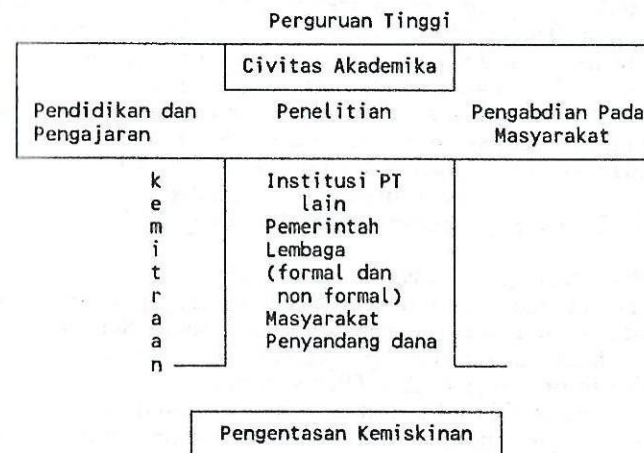 Perguruan Tinggi
Civitas Akademika
Pendidikan dan Pengajaran
Penelitian
Pengabdian Pada Masyarakat
k
e
m
i
t
r
a
a
n
Institusi PT
lain
Pemerintah
Lembaga
(formal dan
non formal)
Masyarakat
Penyandang dana
Pengentasan Kemiskinan